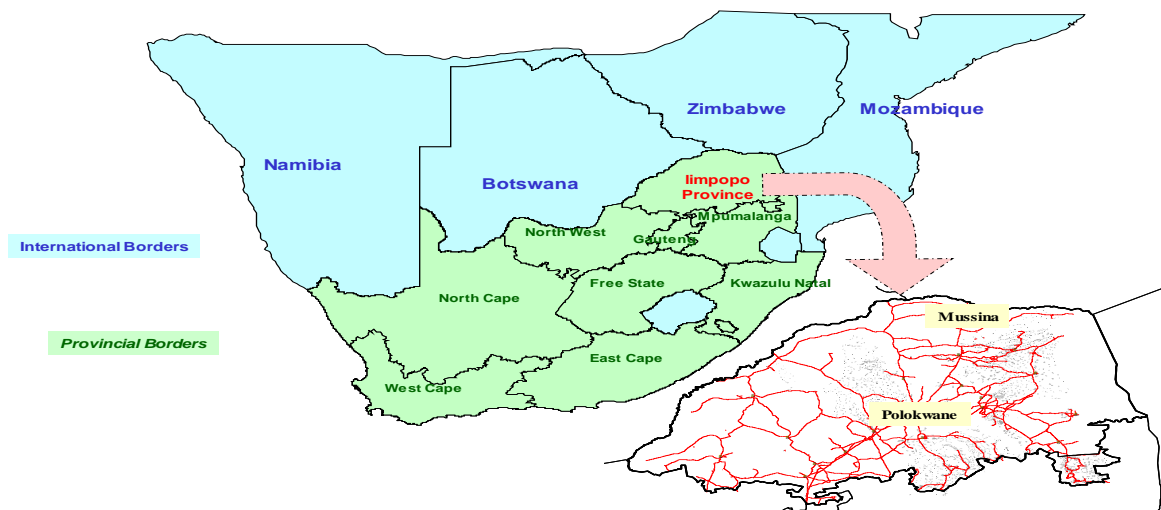 Zimbabwe
Mozambique
Namibia
Botswana
limpopo
Province
Mpumalanga
North West
Gauteng
International Borders
Free State
Kwazulu Natal
North Cape
Mussina
Provincial Borders
East Cape
West Cape
Polokwane